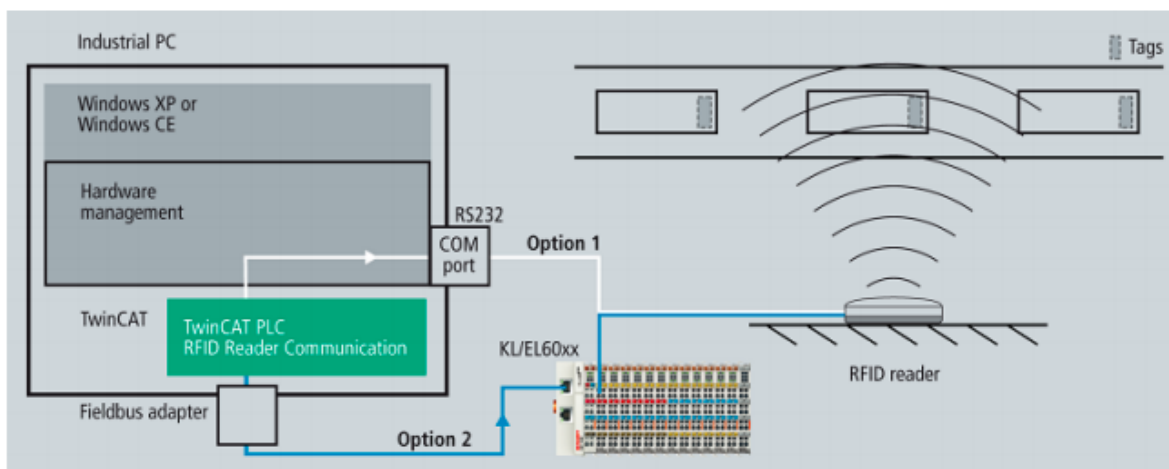 Industrial PC
Tags
Windows XP or
Windows CE
Hardware
management
RS232
COM
port
Option 1
TwinCAT
TwinCAT PLC
RFID Reader Communication
KL/EL60xx
RFID reader
Fieldbus adapter
Option 2